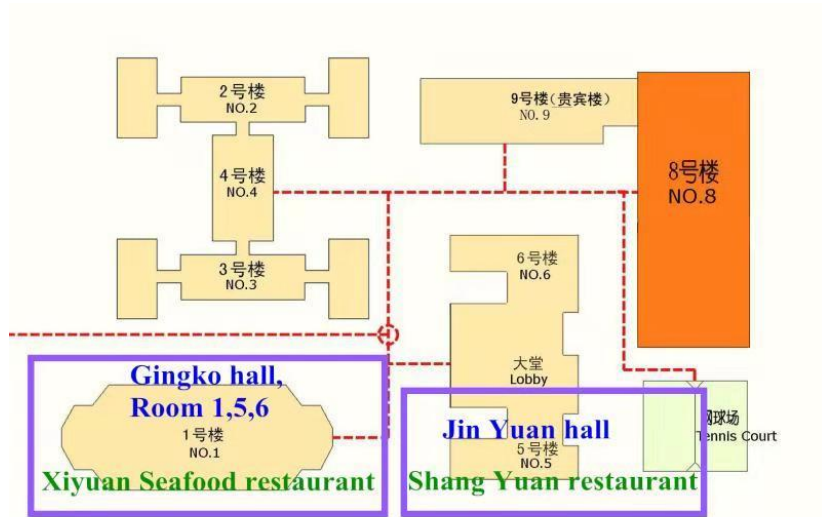 2号楼
NO.2
9号楼(贵宾楼)
NO.9
4号楼
NO.4
8号楼
NO.8
3号楼
NO.3
6号楼
NO.6
大堂
Lobby
Gingko hall,
Room 1,5,6
1号楼
NO.1
Xiyuan Seafood restaurant
Jin Yuan hall
5号楼
NO.5
Shang Yuan restaurant
网球场
Tennis Court